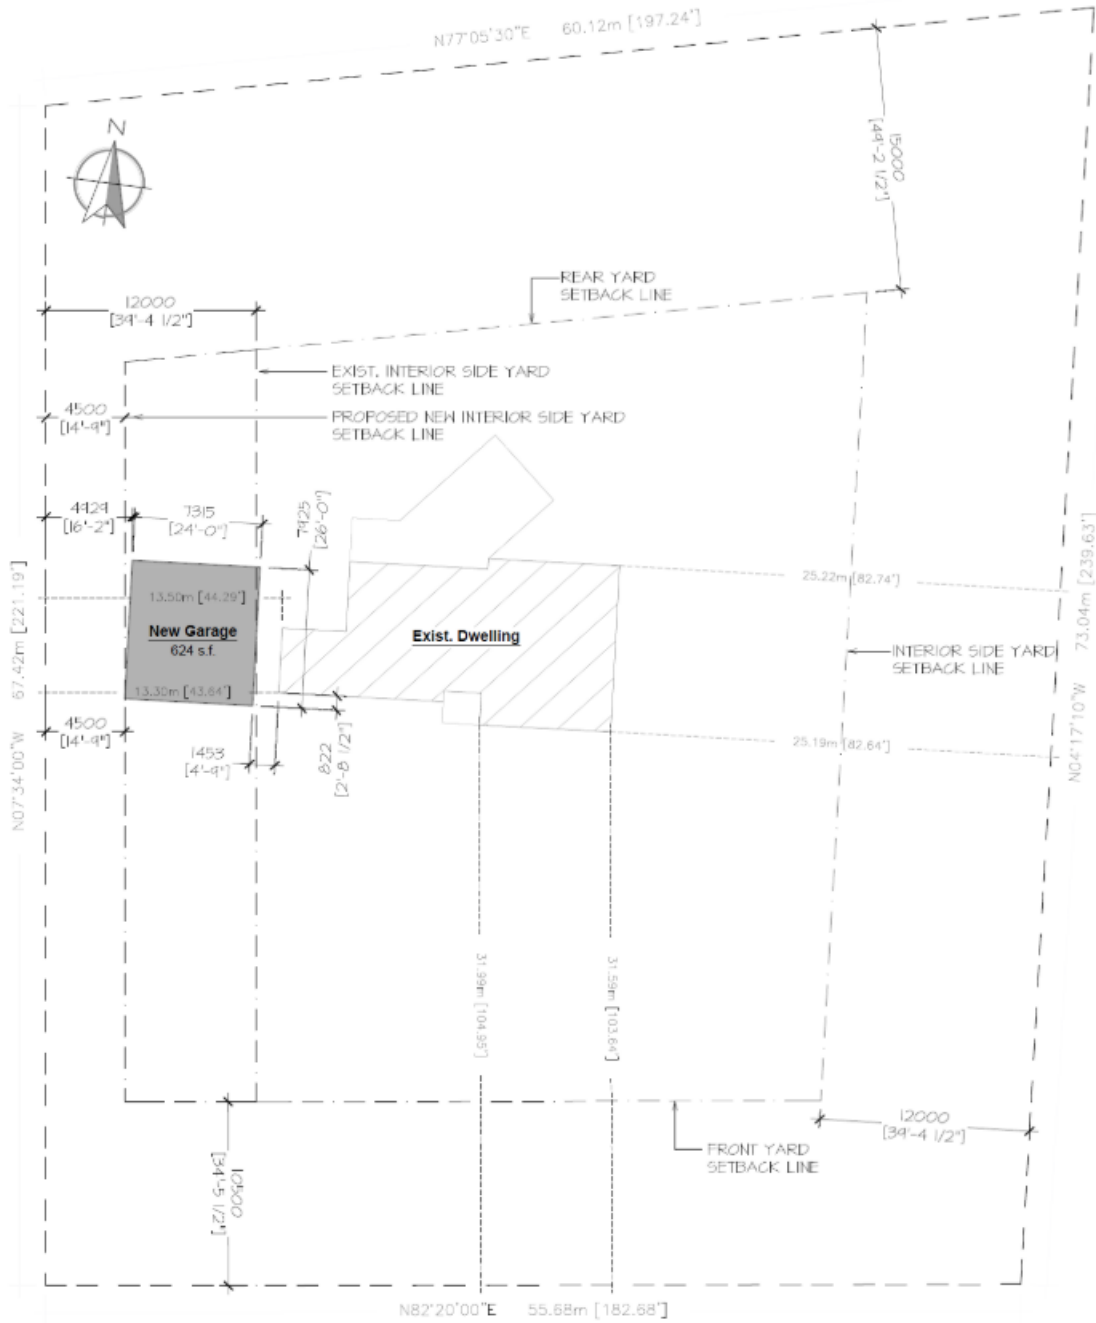 N77°05'30"E 60.12m [197.24']
N
15000
[49'-2 1/2"]
REAR YARD
SETBACK LINE
12000
[39'-4 1/2"]
EXIST. INTERIOR SIDE YARD
SETBACK LINE
4500
[14'-9"]
PROPOSED NEW INTERIOR SIDE YARD
SETBACK LINE
4929
[16'-2"]
7315
[24'-0"]
7925
[26'-0"]
25.22m [82.74']
13.50m [44.29']
New Garage
624 s.f.
Exist. Dwelling
N07°34'00"W 67.42m [221.19']
N04°17'10"W 73.04m [239.63']
INTERIOR SIDE YARD
SETBACK LINE
13.30m [43.64']
4500
[14'-9"]
1453
[4'-9"]
822
[2'-8 1/2"]
25.19m [82.64']
31.99m [104.95']
31.59m [103.64']
12000
[39'-4 1/2"]
FRONT YARD
SETBACK LINE
10500
[34'-5 1/2"]
N82°20'00"E 55.68m [182.68']